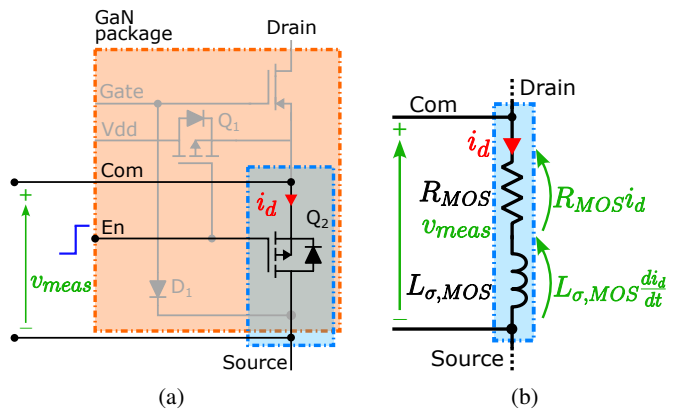 GaN
package
Drain
Gate
Vdd
Q₁
Com
i_d
Q₂
En
+
v_meas
−
D₁
Source
(a)
Drain
Com
+
i_d
R_MOS
R_MOS i_d
v_meas
L_σ,MOS
L_σ,MOS di_d/dt
−
Source
(b)